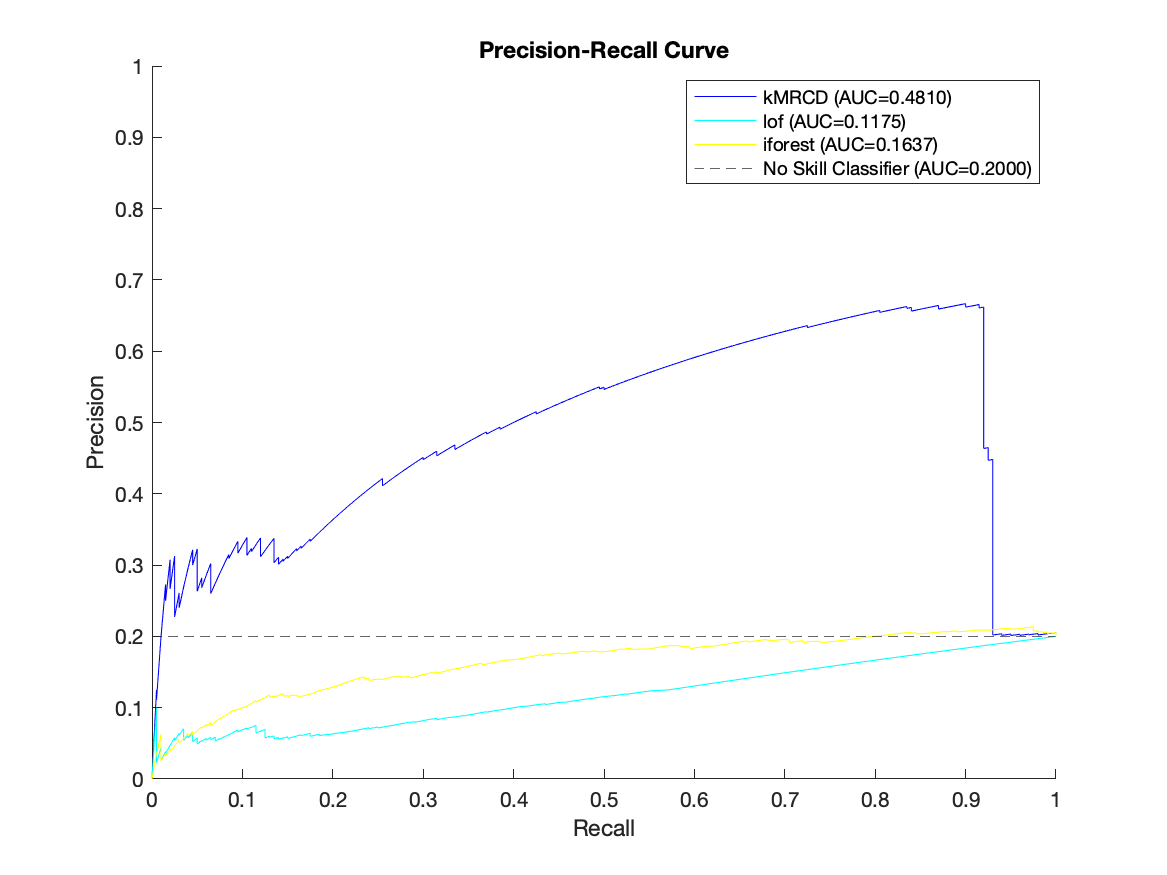 Precision-Recall Curve
kMRCD (AUC=0.4810)
lof (AUC=0.1175)
iforest (AUC=0.1637)
No Skill Classifier (AUC=0.2000)
Precision
1
0.9
0.8
0.7
0.6
0.5
0.4
0.3
0.2
0.1
0
0 0.1 0.2 0.3 0.4 0.5 0.6 0.7 0.8 0.9 1
Recall